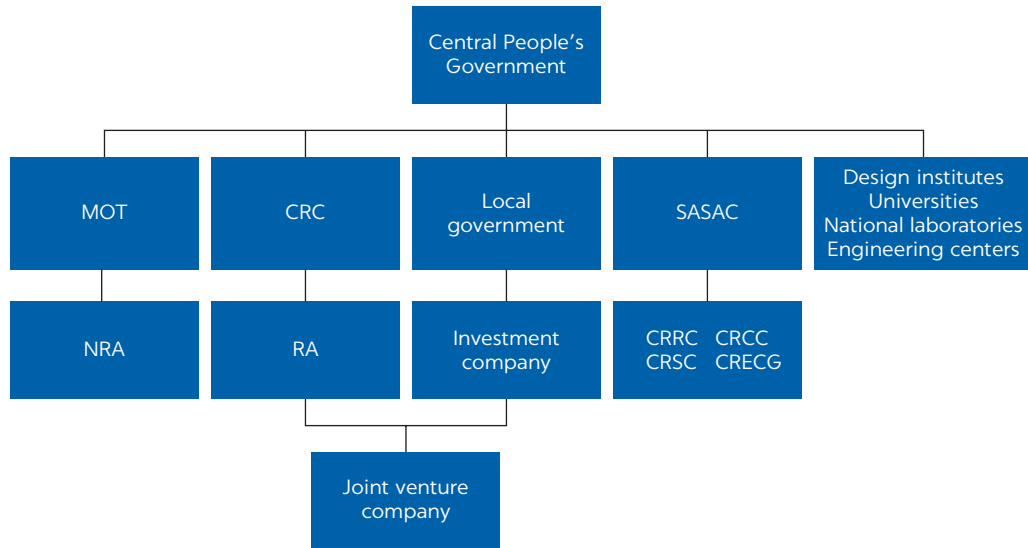 Central People’s
Government
MOT
CRC
Local
government
SASAC
Design institutes
Universities
National laboratories
Engineering centers
NRA
RA
Investment
company
CRRC CRCC
CRSC CRECG
Joint venture
company